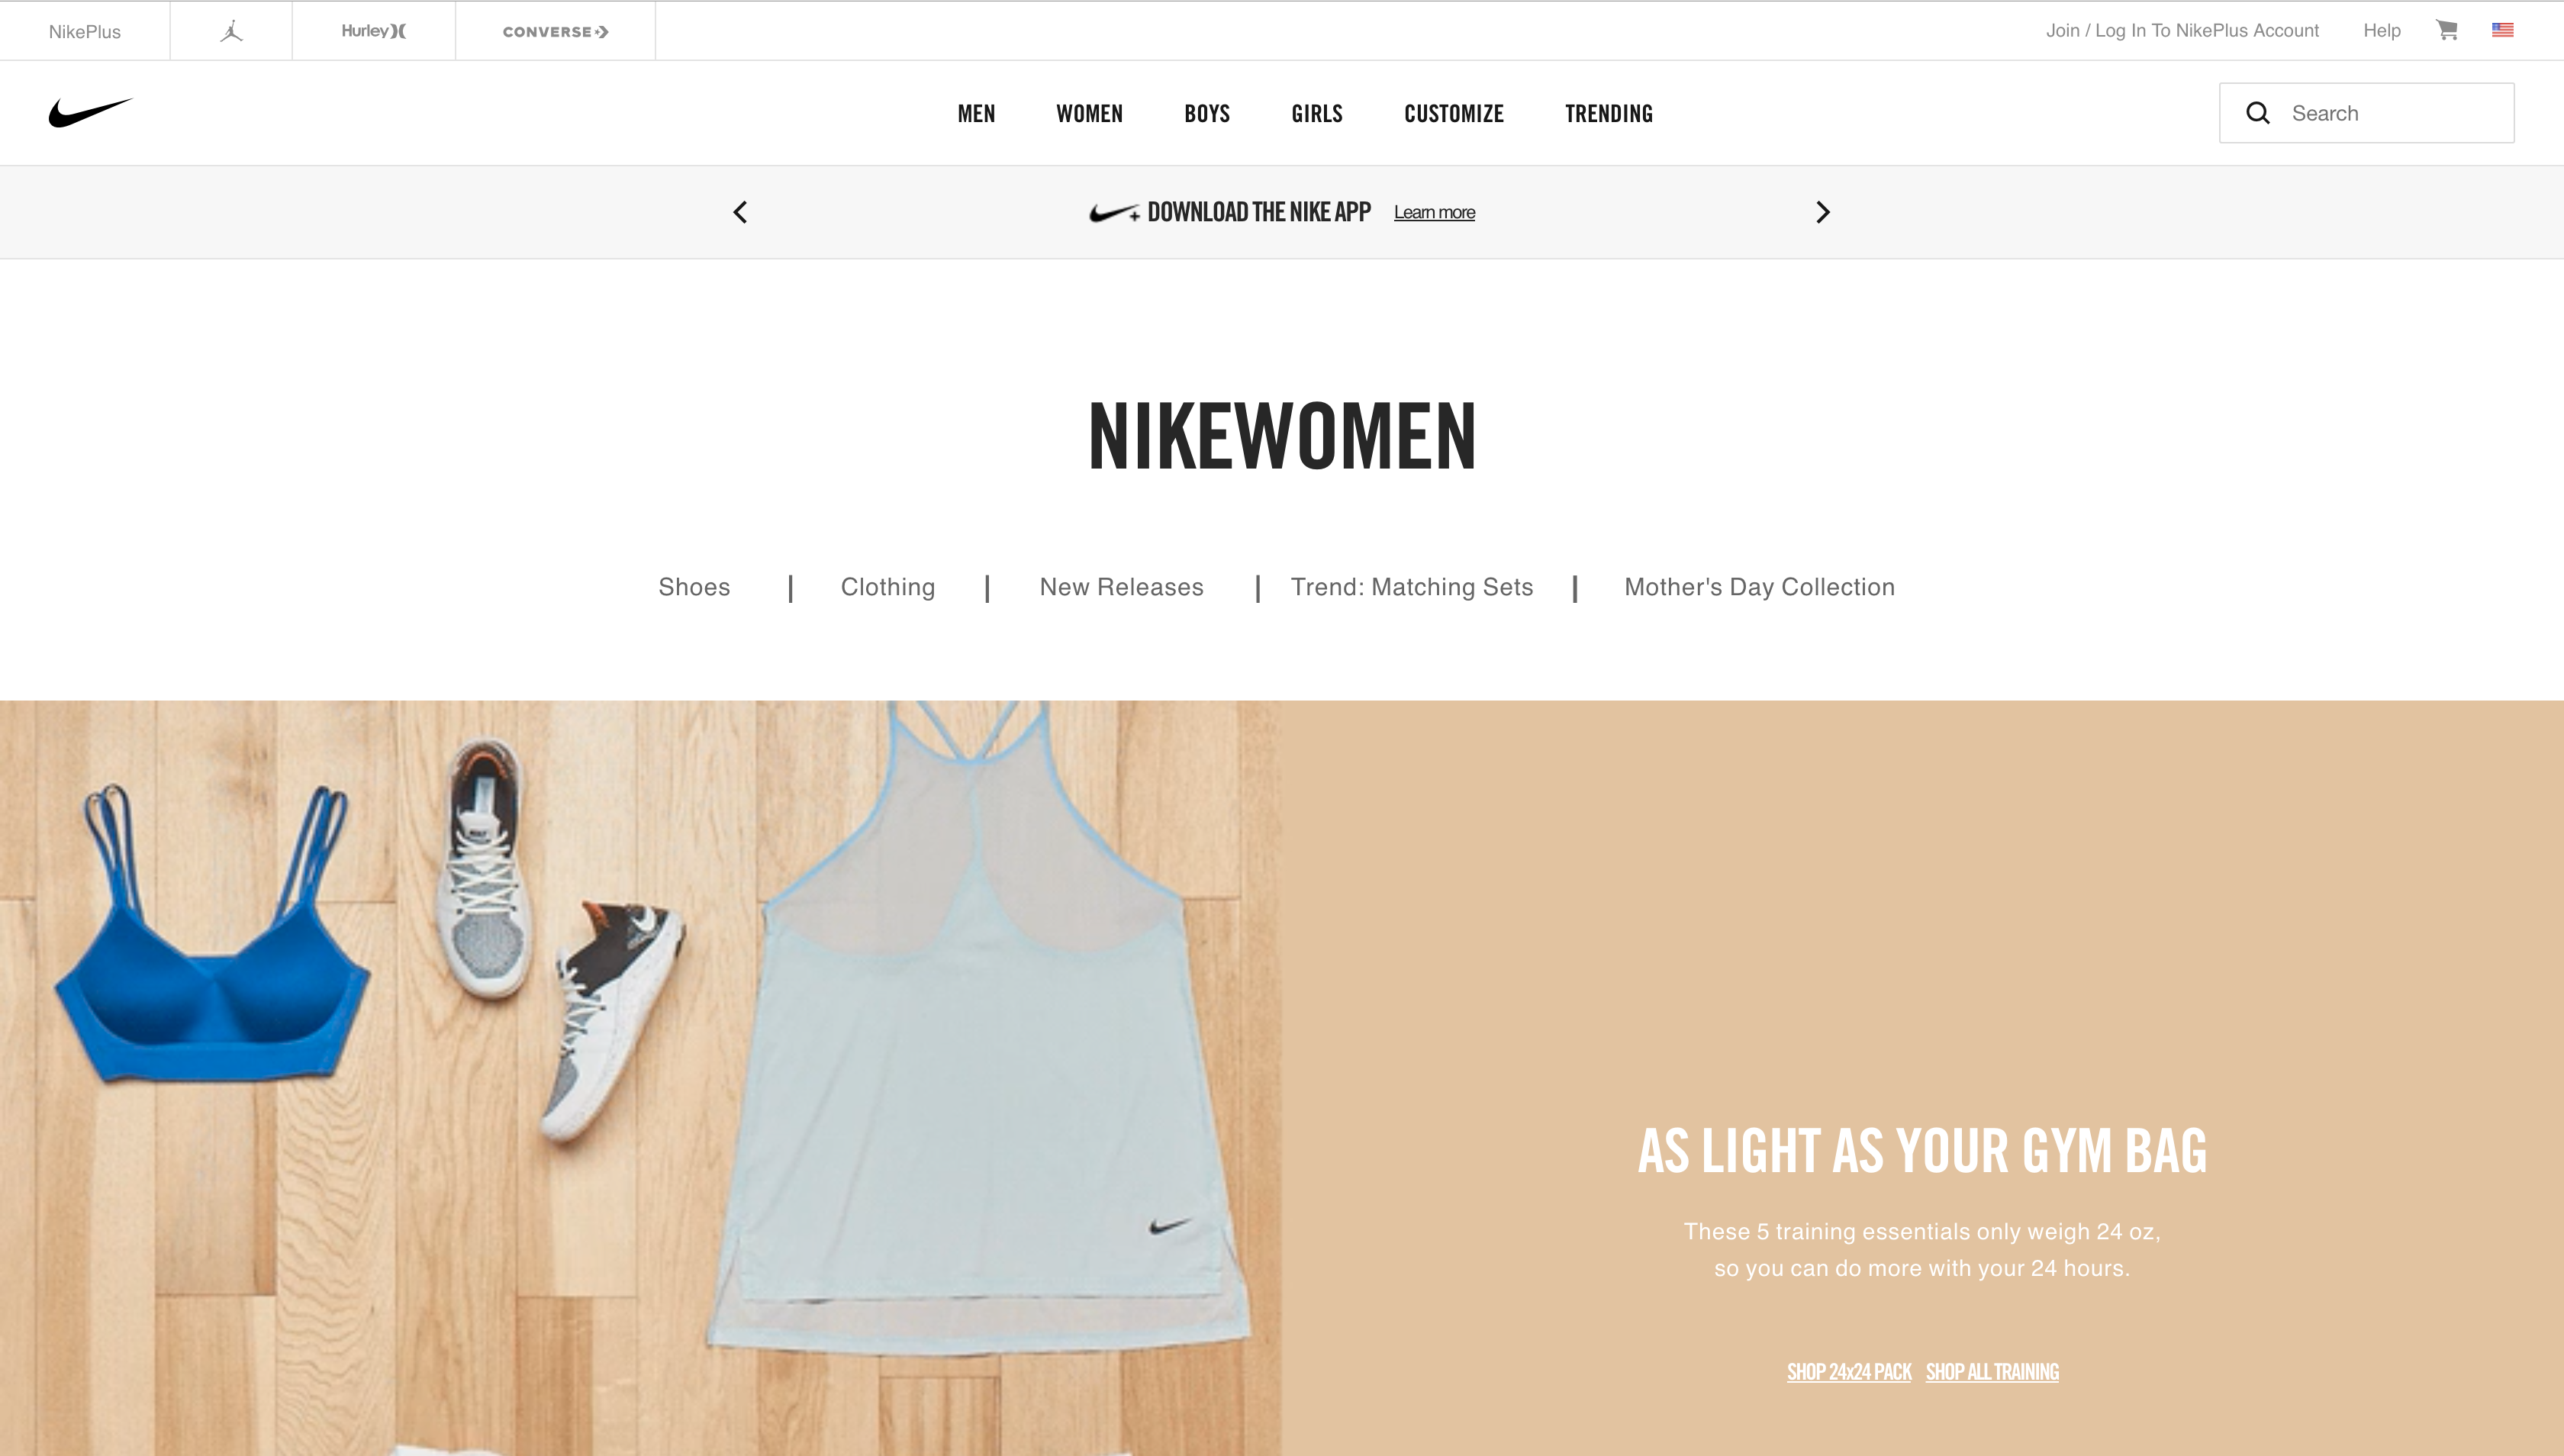 NikePlus
Hurley
CONVERSE
Join / Log In To NikePlus Account
Help
MEN
WOMEN
BOYS
GIRLS
CUSTOMIZE
TRENDING
Search
DOWNLOAD THE NIKE APP Learn more
NIKEWOMEN
Shoes | Clothing | New Releases | Trend: Matching Sets | Mother's Day Collection
AS LIGHT AS YOUR GYM BAG
These 5 training essentials only weigh 24 oz,
so you can do more with your 24 hours.
SHOP 24x24 PACK SHOP ALL TRAINING